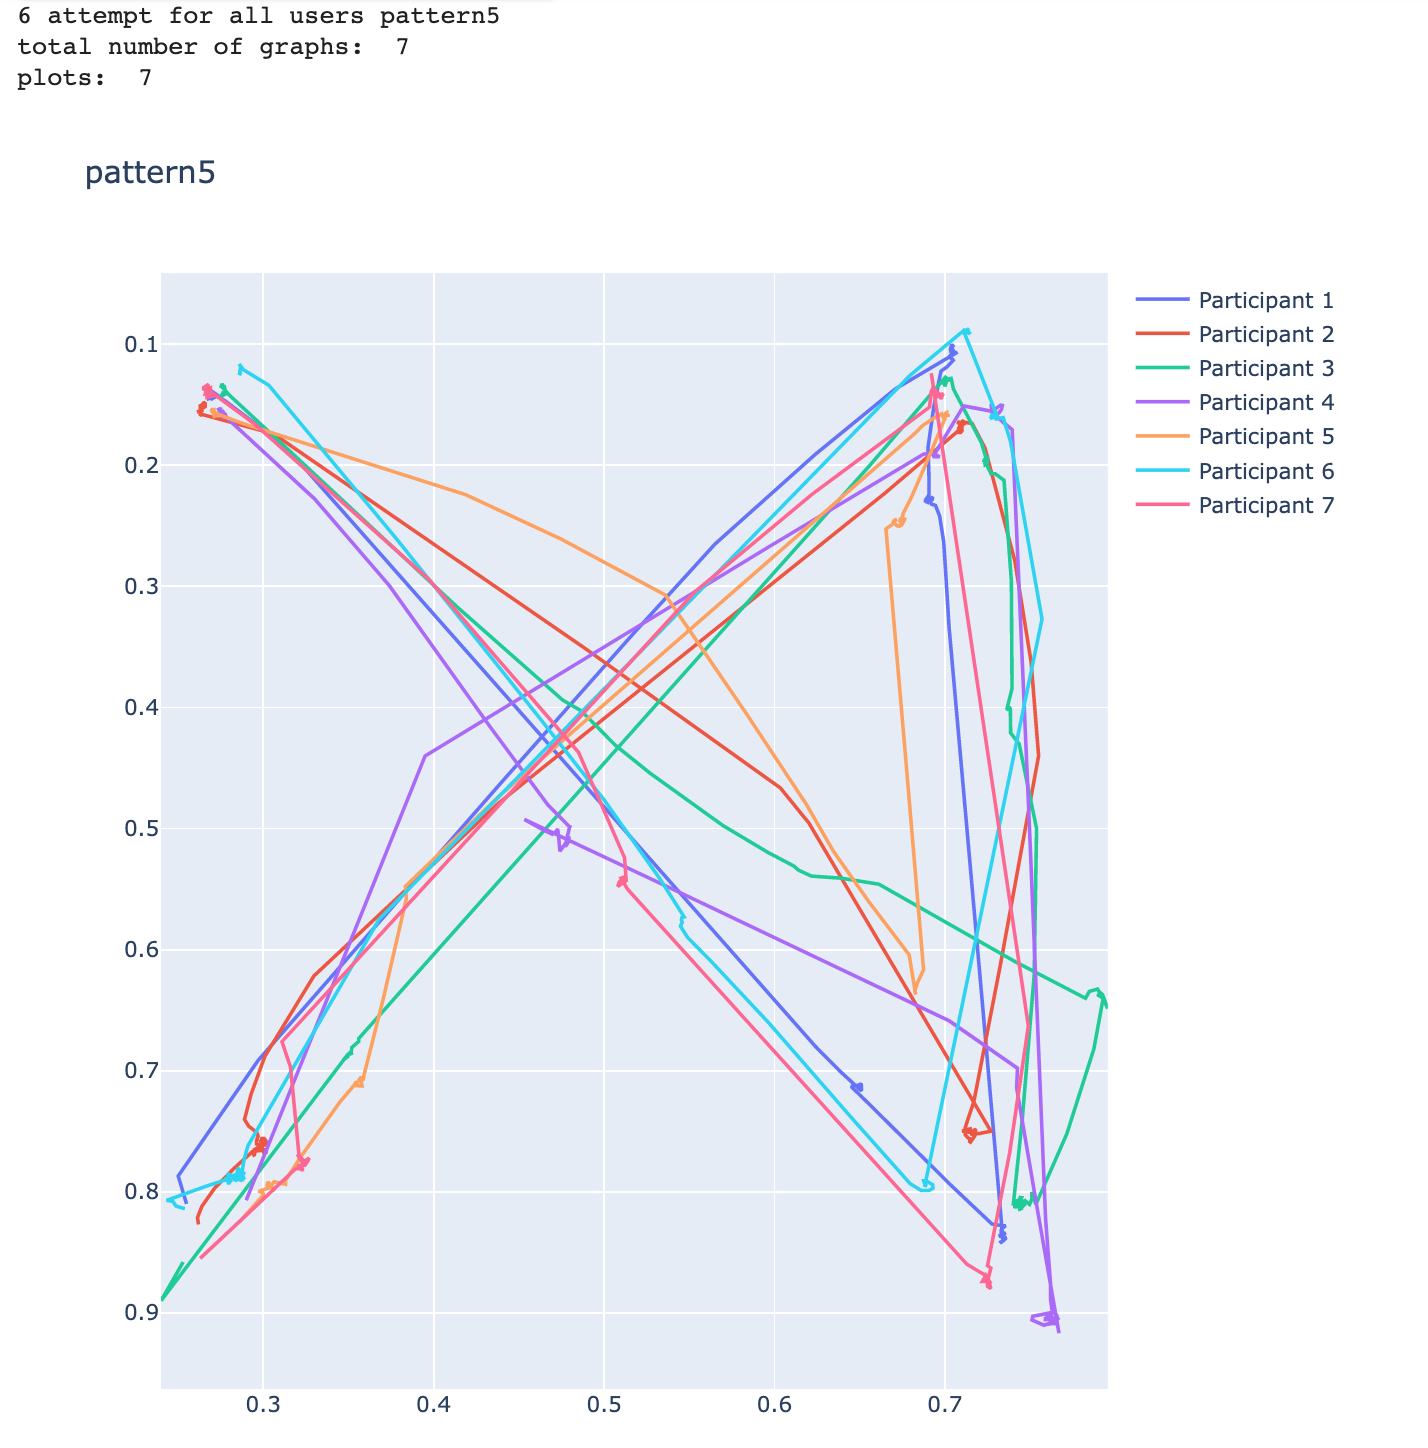 6 attempt for all users pattern5
total number of graphs:  7
plots:  7
pattern5
0.1
0.2
0.3
0.4
0.5
0.6
0.7
0.8
0.9
0.3 0.4 0.5 0.6 0.7
Participant 1
Participant 2
Participant 3
Participant 4
Participant 5
Participant 6
Participant 7